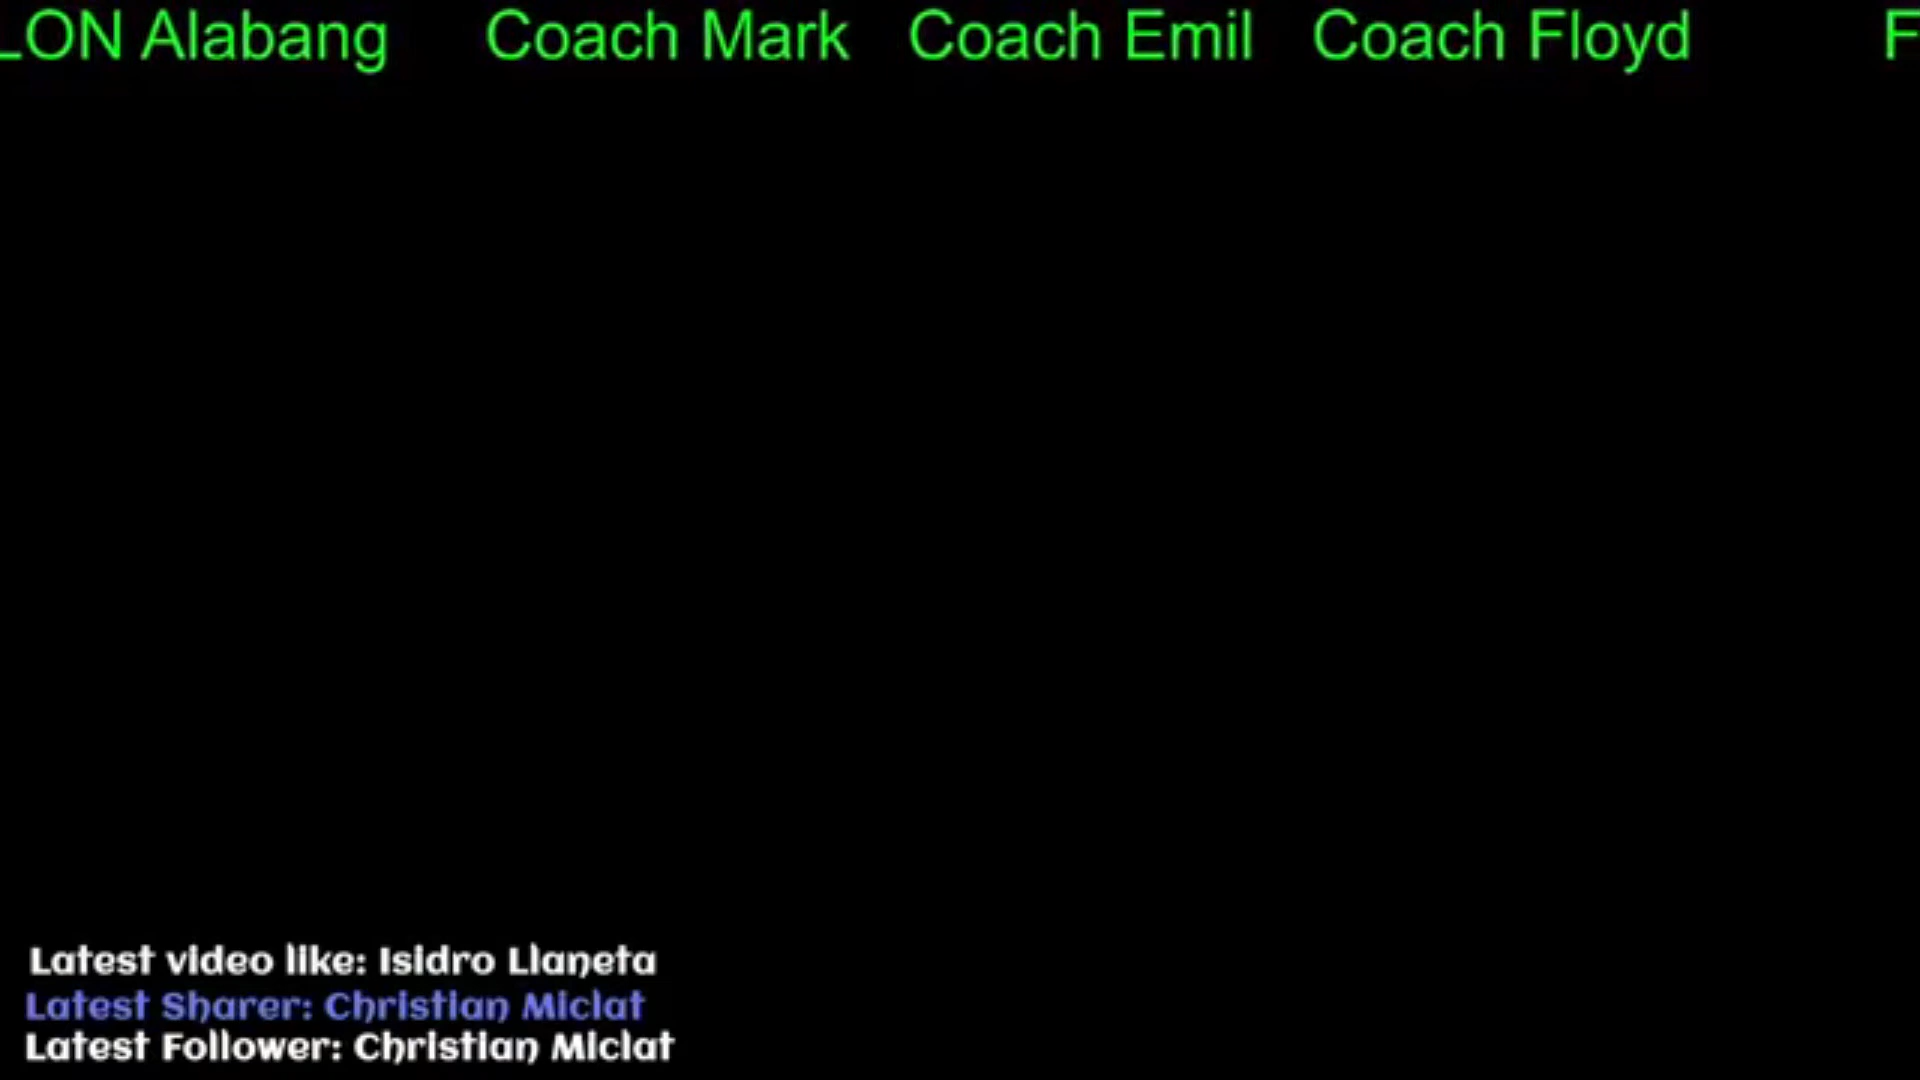 LON Alabang Coach Mark Coach Emil Coach Floyd F
Latest video like: Isidro Llaneta
Latest Sharer: Christian Miclat
Latest Follower: Christian Miclat